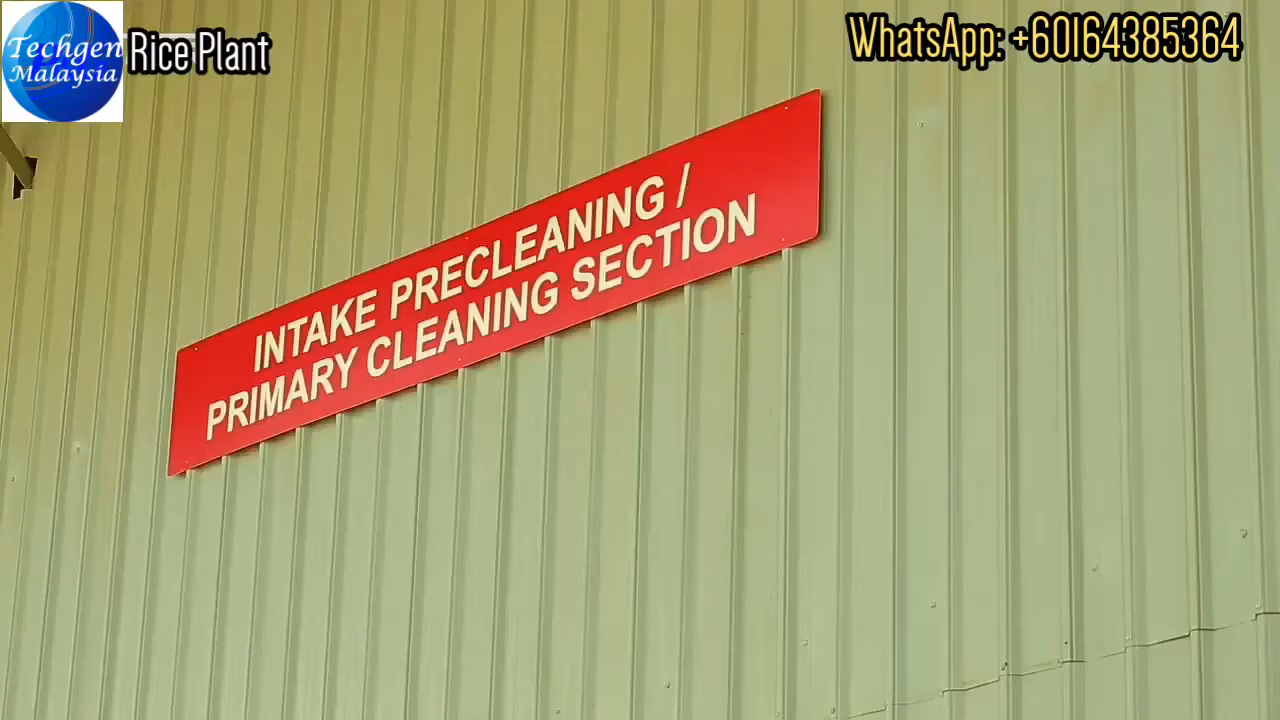 Techgen
Malaysia
Rice Plant
WhatsApp: +60164385364
INTAKE PRECLEANING /
PRIMARY CLEANING SECTION